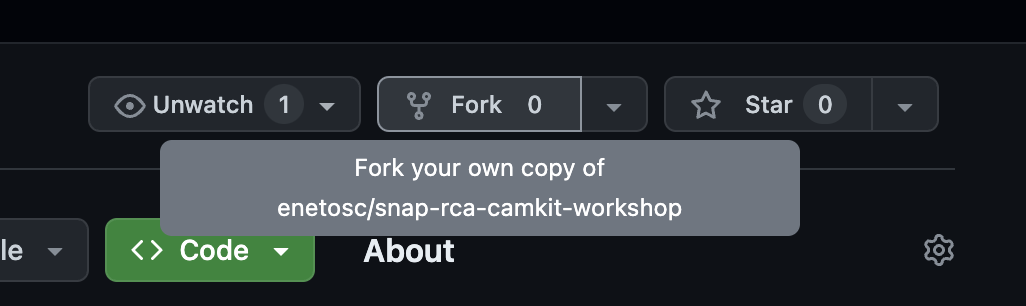 Unwatch 1
Fork 0
Star 0
Fork your own copy of
enetosc/snap-rca-camkit-workshop
le
<> Code
About